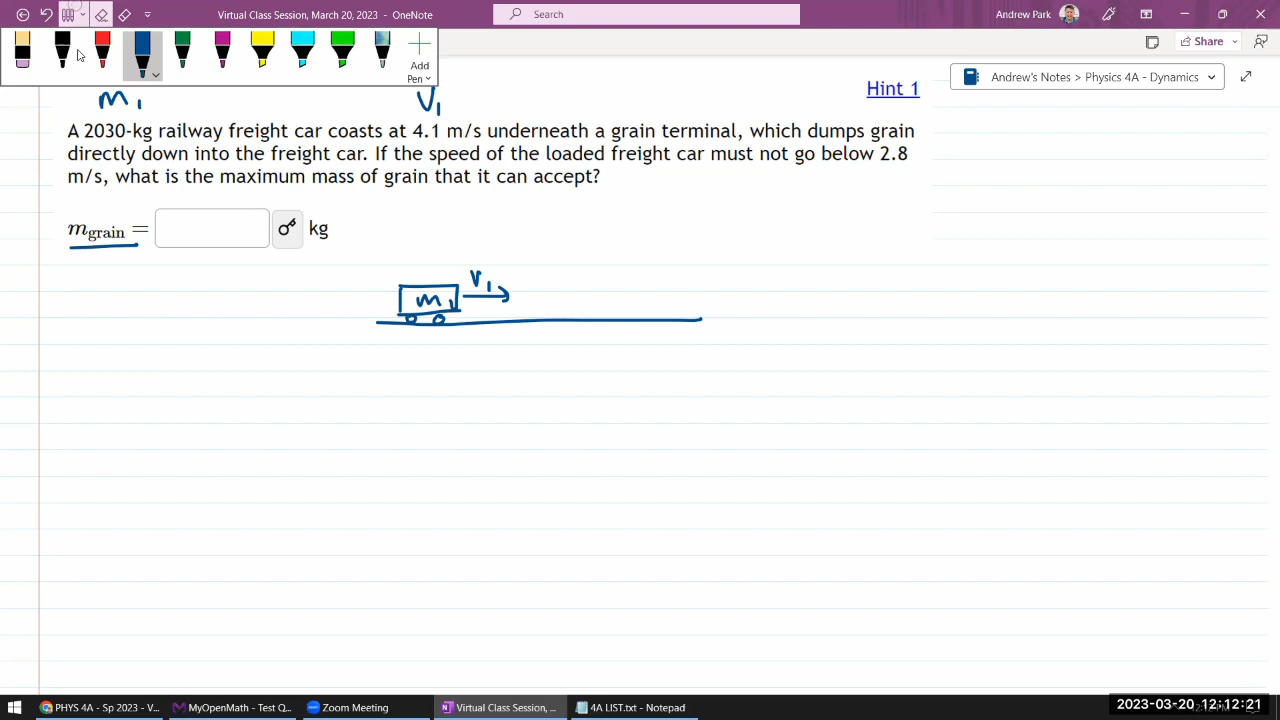 Virtual Class Session, March 20, 2023 - OneNote
Search
Andrew Park
Share
Add
Pen
Andrew's Notes > Physics 4A - Dynamics
Hint 1
m₁ v₁
A 2030-kg railway freight car coasts at 4.1 m/s underneath a grain terminal, which dumps grain
directly down into the freight car. If the speed of the loaded freight car must not go below 2.8
m/s, what is the maximum mass of grain that it can accept?
m grain = kg
v₁
m₁
PHYS 4A - Sp 2023 - V...
MyOpenMath - Test Q...
Zoom Meeting
Virtual Class Session, ...
4A LIST.txt - Notepad
2023-03-20 12:12:21